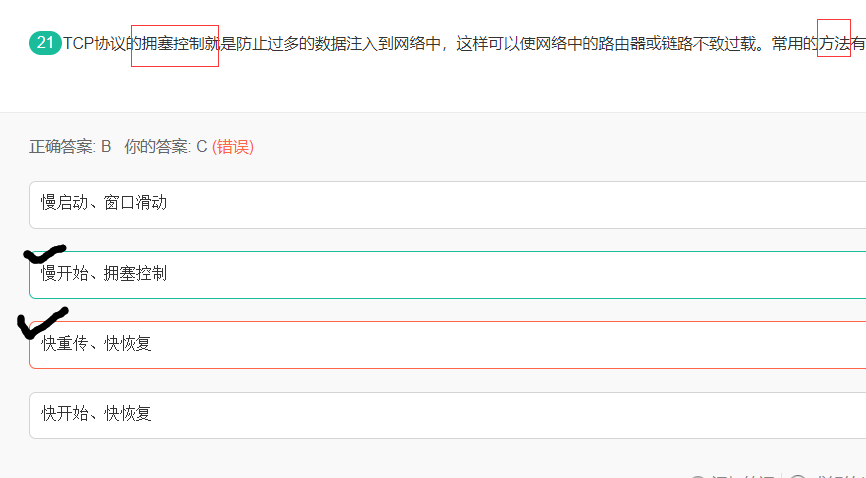 21 TCP协议的拥塞控制就是防止过多的数据注入到网络中，这样可以使网络中的路由器或链路不致过载。常用的方法有
正确答案: B 你的答案: C (错误)
慢启动、窗口滑动
慢开始、拥塞控制
快重传、快恢复
快开始、快恢复